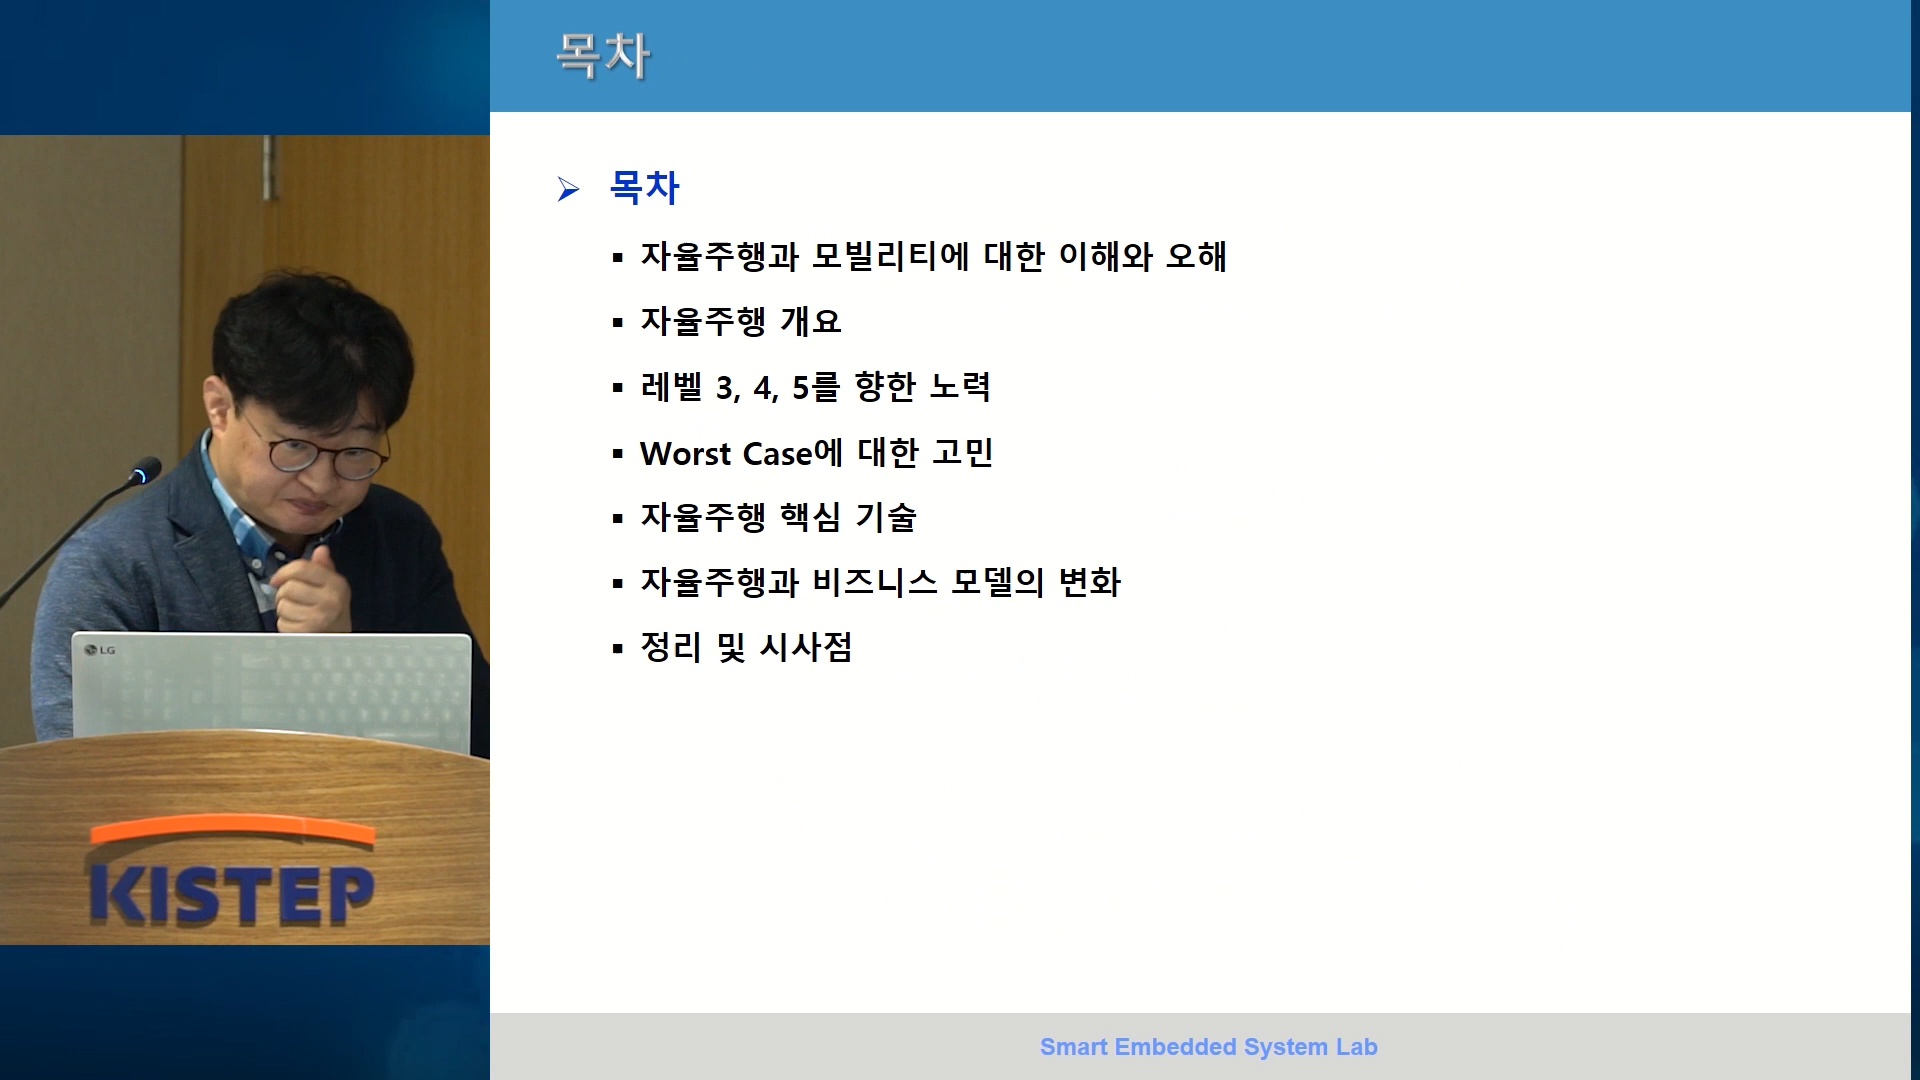 목차
목차
자율주행과 모빌리티에 대한 이해와 오해
자율주행 개요
레벨 3, 4, 5를 향한 노력
Worst Case에 대한 고민
자율주행 핵심 기술
자율주행과 비즈니스 모델의 변화
정리 및 시사점
LG
KISTEP
Smart Embedded System Lab